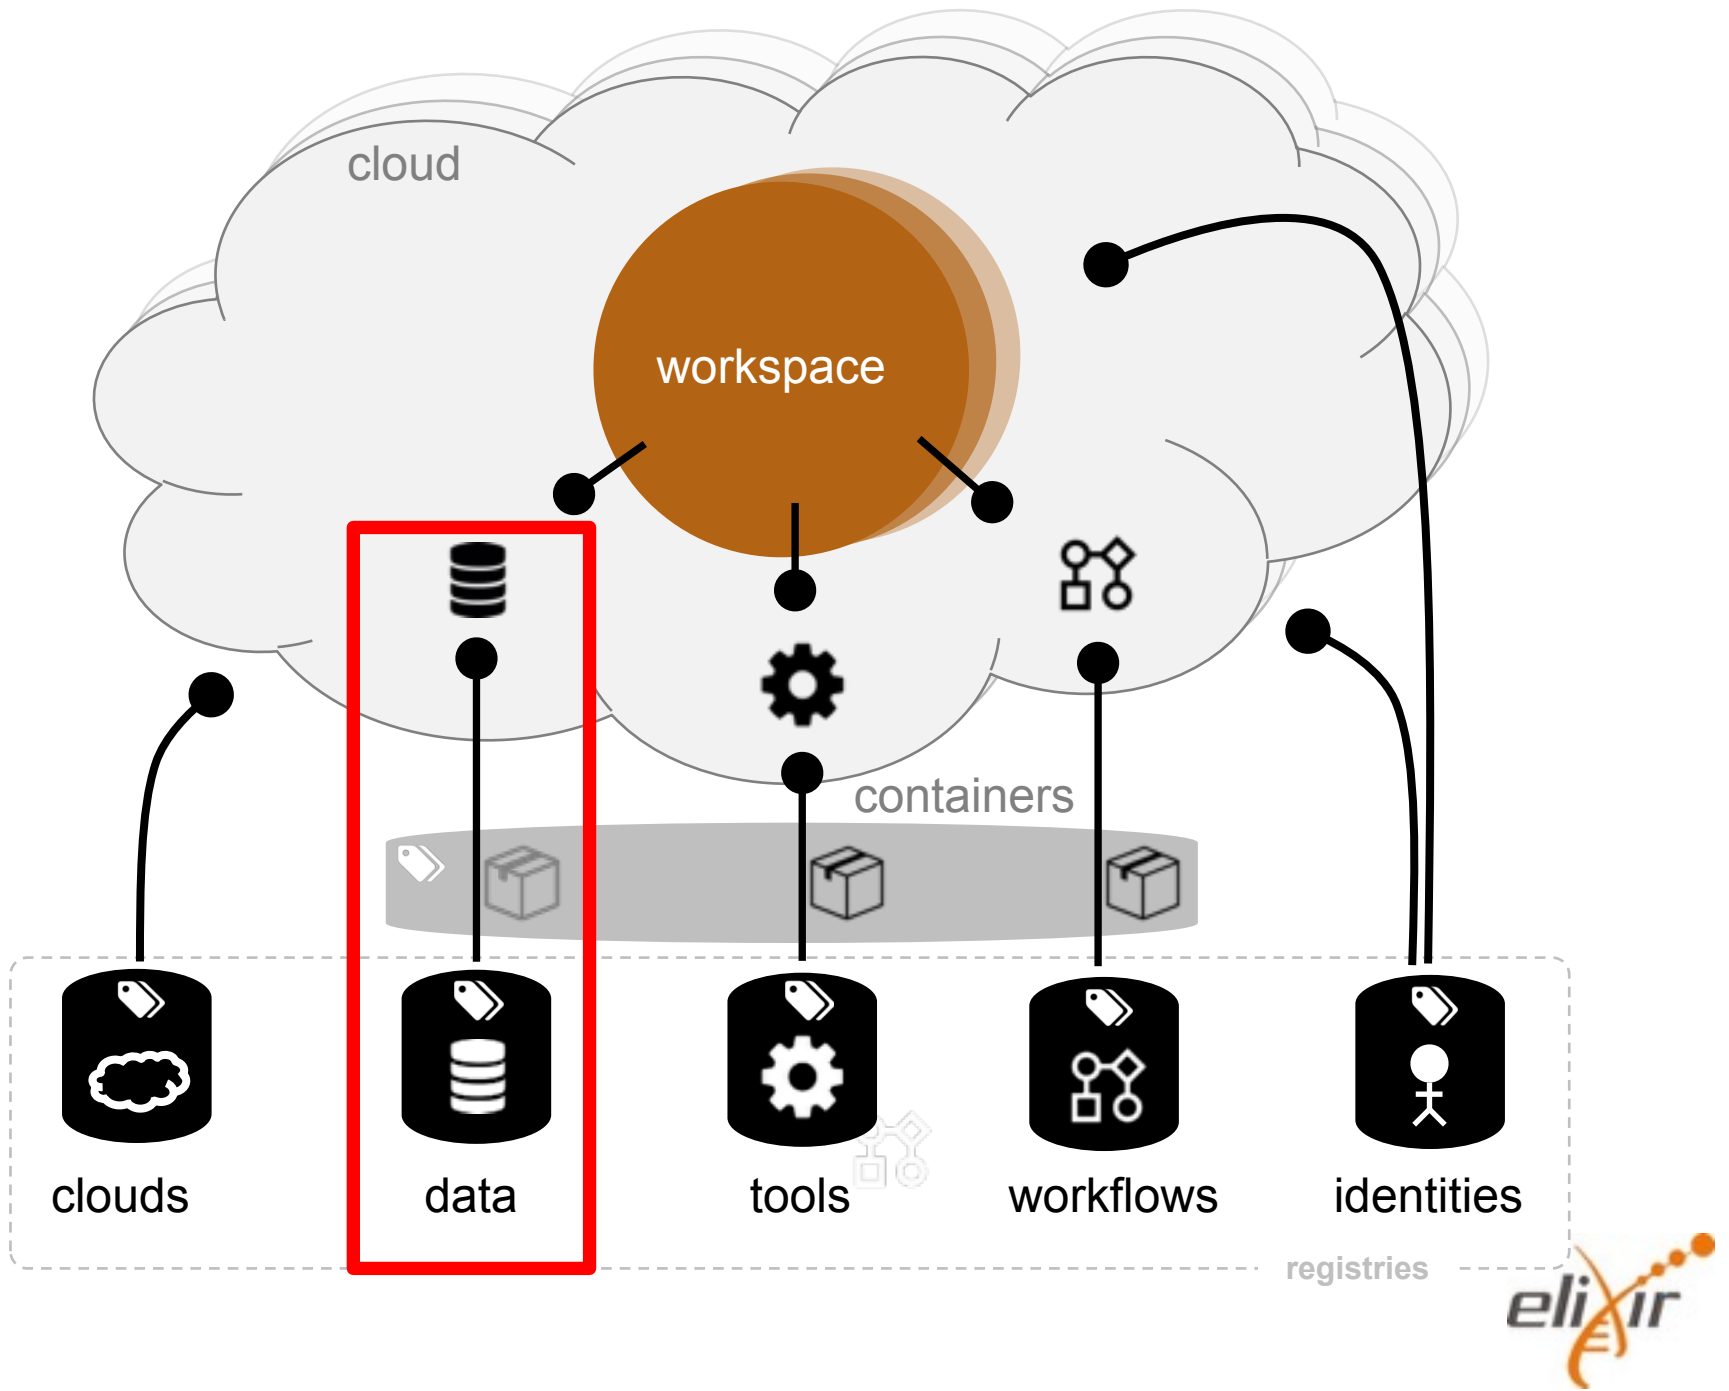 cloud
workspace
containers
clouds
data
tools
workflows
identities
registries
elixir